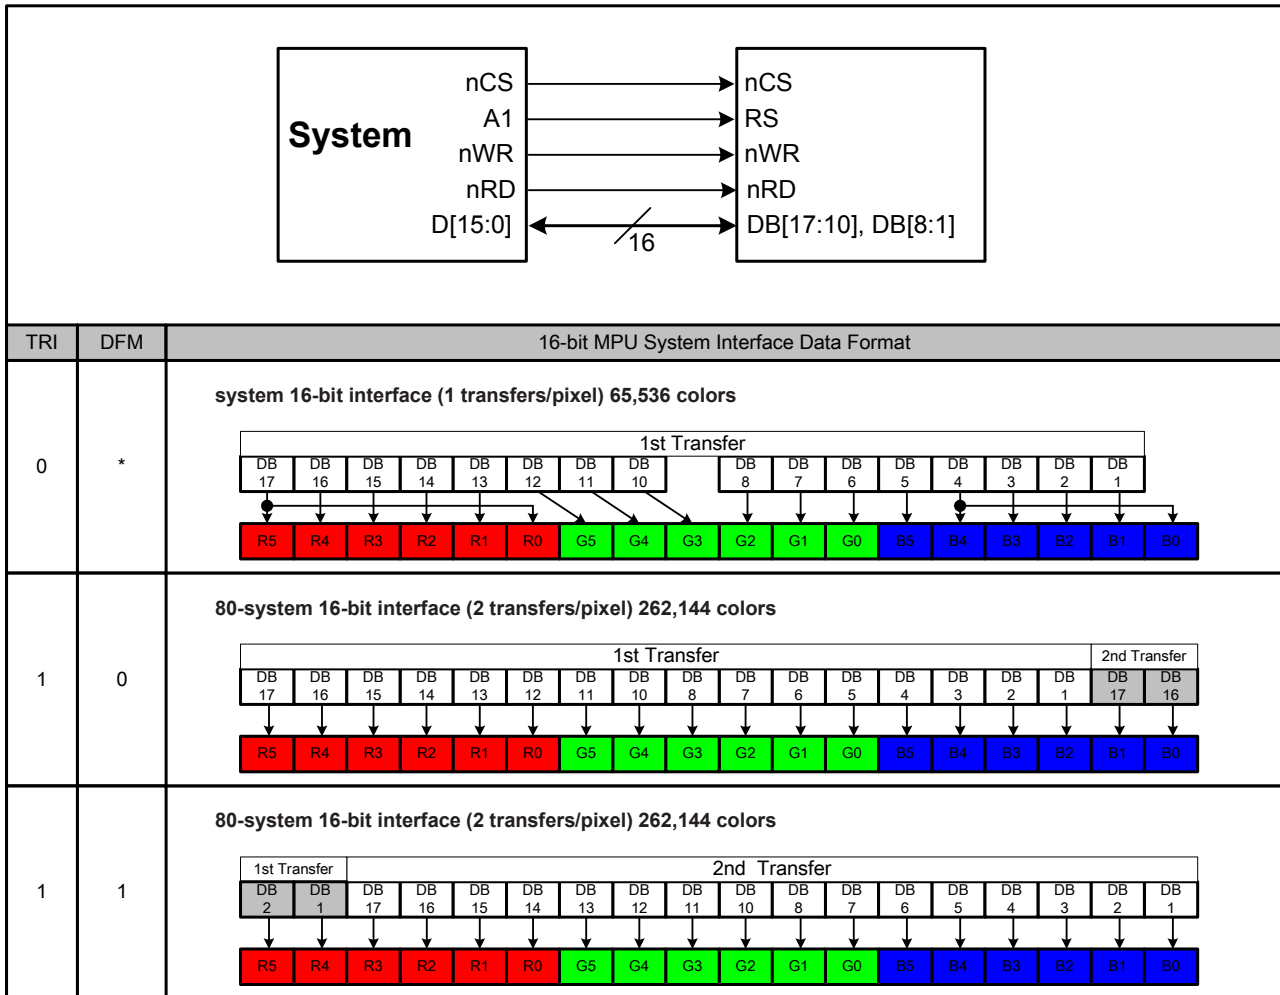 nCS nCS
System A1 RS
nWR nWR
nRD nRD
D[15:0] 16 DB[17:10], DB[8:1]
TRI DFM 16-bit MPU System Interface Data Format
system 16-bit interface (1 transfers/pixel) 65,536 colors
0 *
1st Transfer
DB DB DB DB DB DB DB DB DB DB DB DB DB DB DB DB
17 16 15 14 13 12 11 10 8 7 6 5 4 3 2 1
R5 R4 R3 R2 R1 R0 G5 G4 G3 G2 G1 G0 B5 B4 B3 B2 B1 B0
80-system 16-bit interface (2 transfers/pixel) 262,144 colors
1 0
1st Transfer 2nd Transfer
DB DB DB DB DB DB DB DB DB DB DB DB DB DB DB DB DB DB
17 16 15 14 13 12 11 10 8 7 6 5 4 3 2 1 17 16
R5 R4 R3 R2 R1 R0 G5 G4 G3 G2 G1 G0 B5 B4 B3 B2 B1 B0
80-system 16-bit interface (2 transfers/pixel) 262,144 colors
1 1
1st Transfer 2nd Transfer
DB DB DB DB DB DB DB DB DB DB DB DB DB DB DB DB DB DB
2 1 17 16 15 14 13 12 11 10 8 7 6 5 4 3 2 1
R5 R4 R3 R2 R1 R0 G5 G4 G3 G2 G1 G0 B5 B4 B3 B2 B1 B0